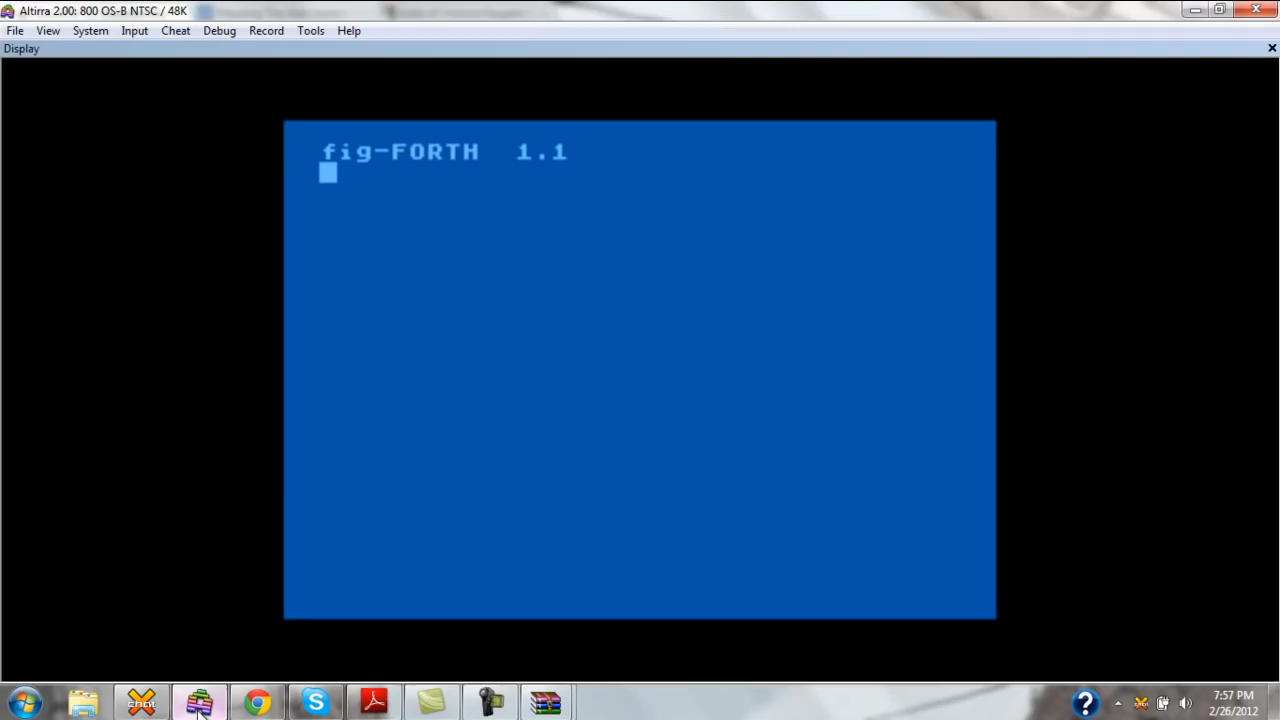 Altirra 2.00: 800 OS-B NTSC / 48K
File View System Input Cheat Debug Record Tools Help
Display
fig-FORTH 1.1
7:57 PM
2/26/2012